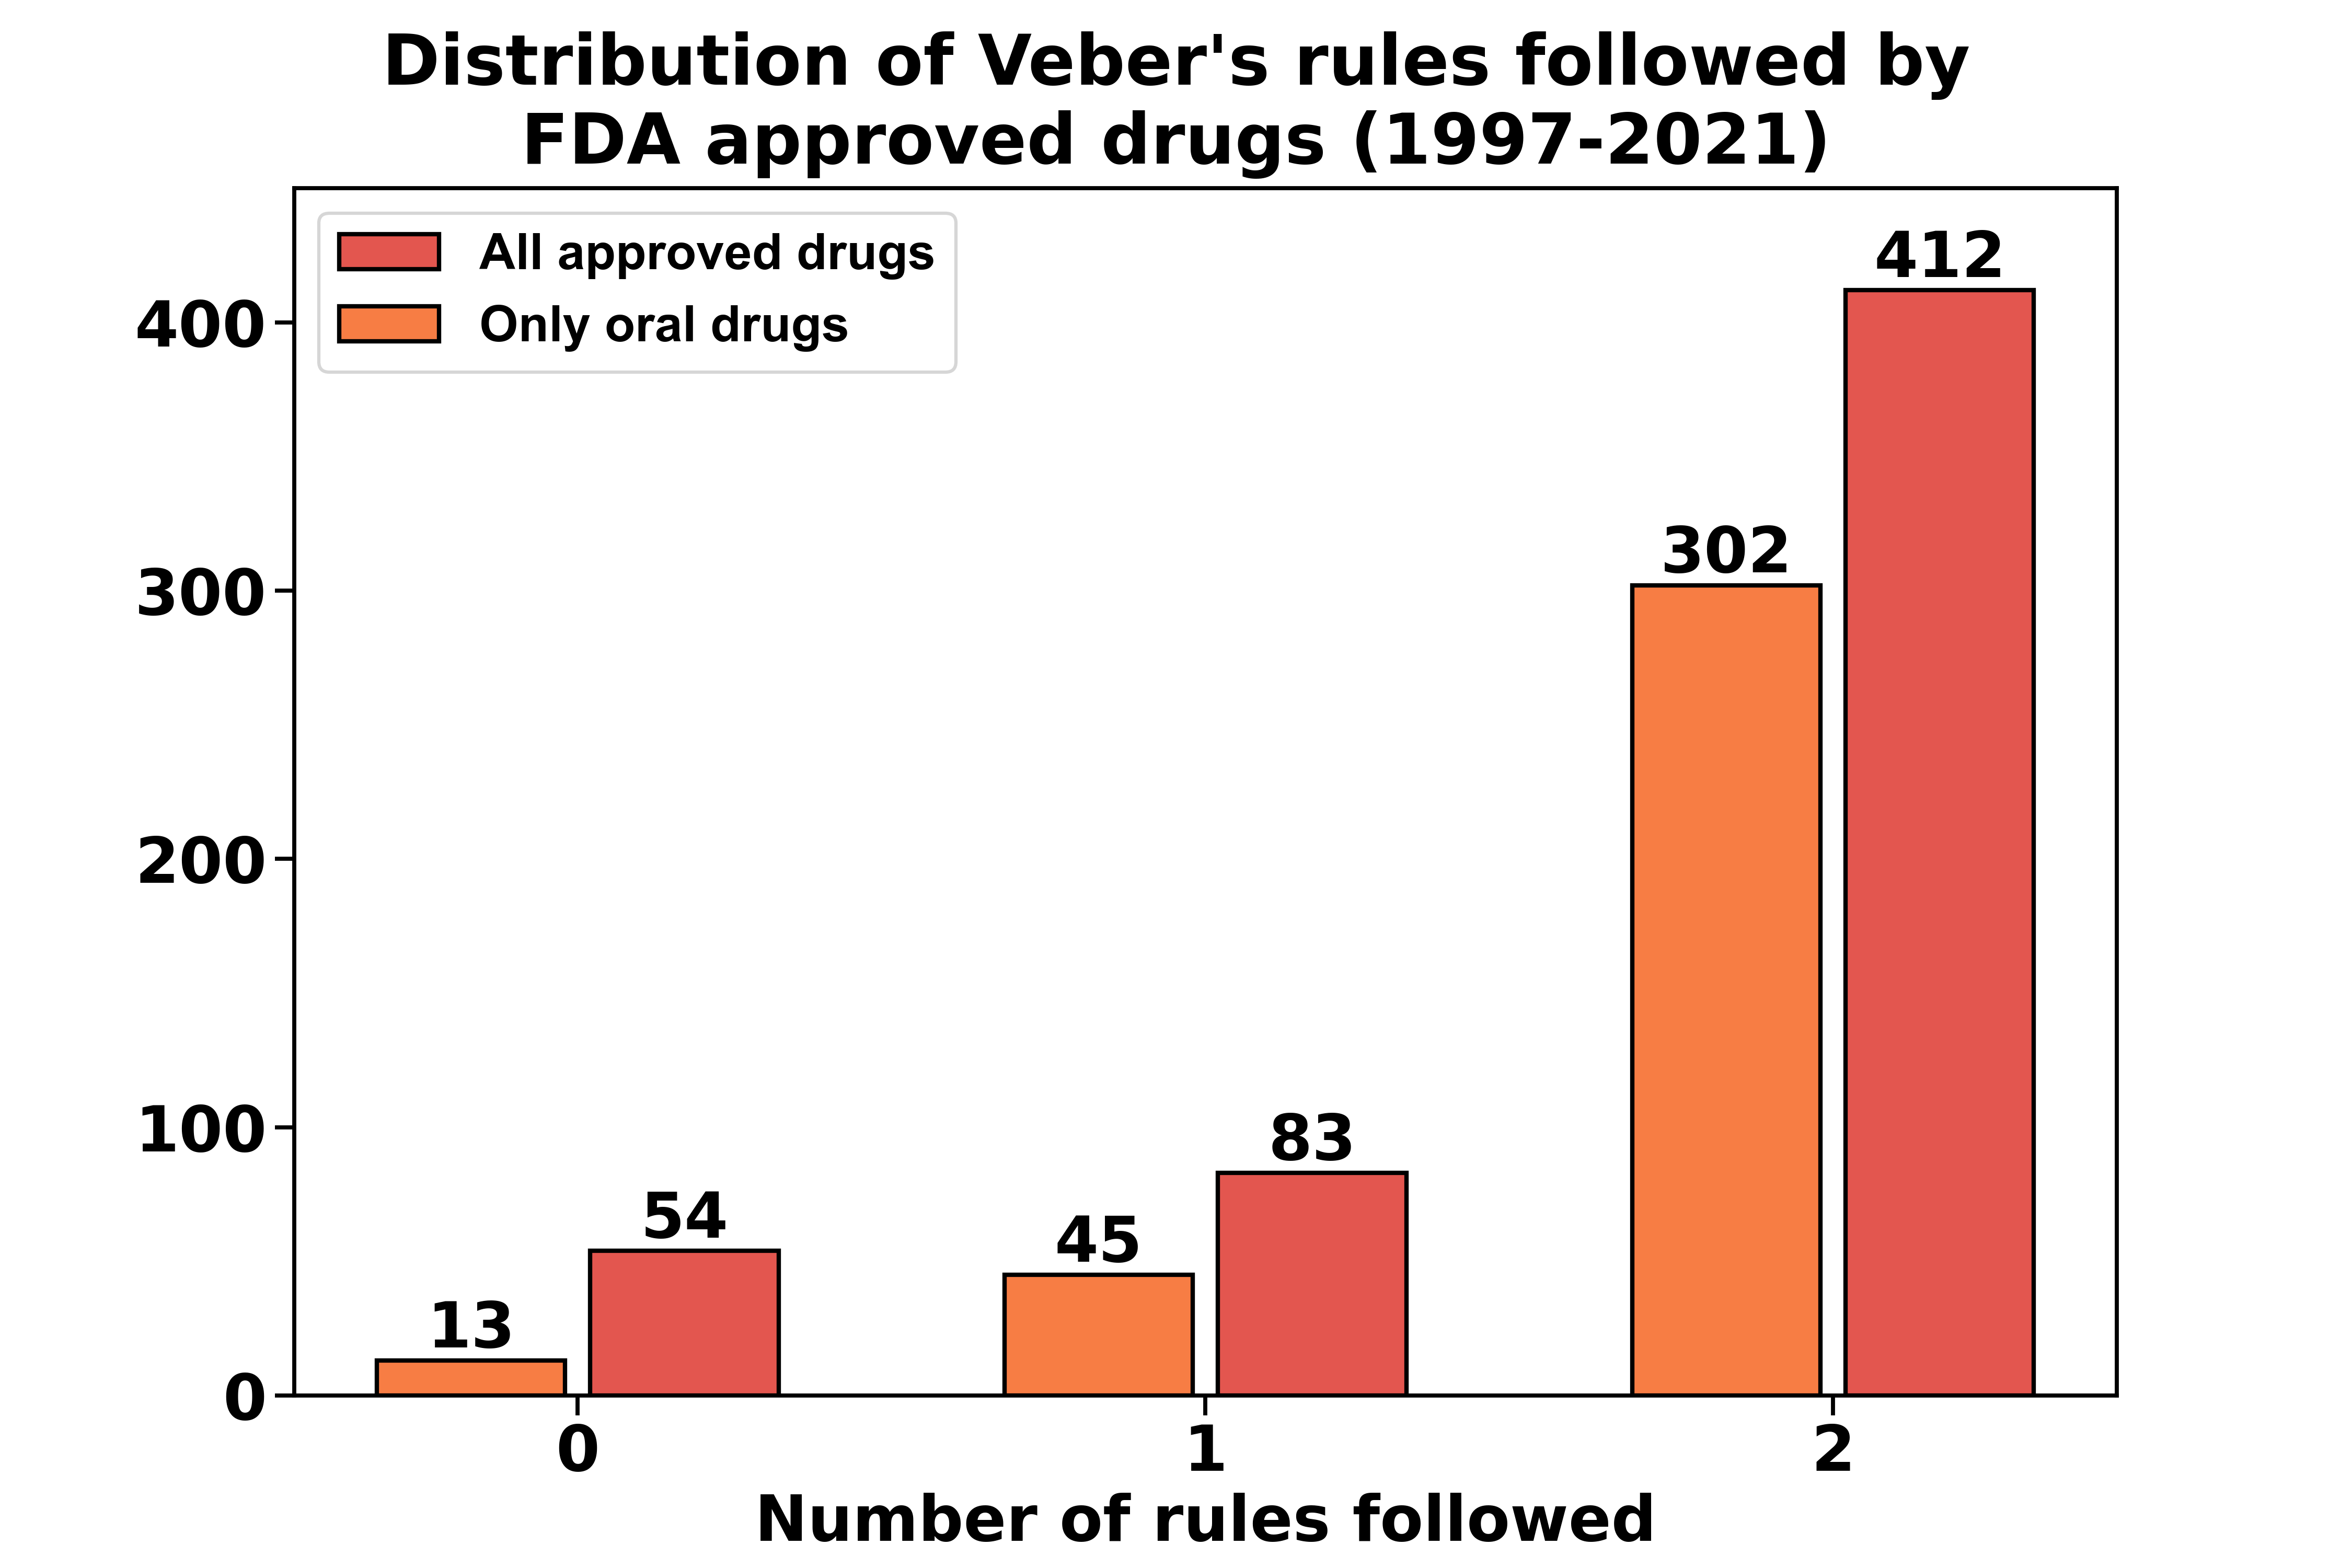 Distribution of Veber's rules followed by
FDA approved drugs (1997-2021)
All approved drugs
Only oral drugs
400
300
200
100
0
13
54
45
83
302
412
0
1
2
Number of rules followed